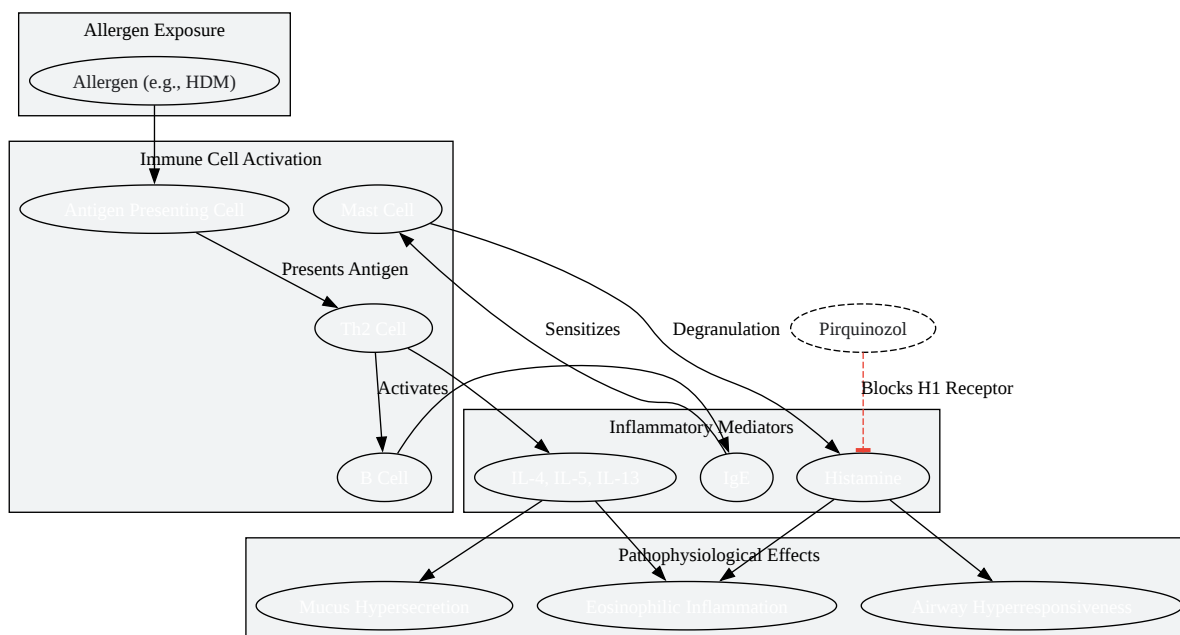 Allergen Exposure
Allergen (e.g., HDM)
Immune Cell Activation
Antigen Presenting Cell
Mast Cell
Presents Antigen
Th2 Cell
Sensitizes
Degranulation
Pirquinozol
Activates
Blocks H1 Receptor
Inflammatory Mediators
B Cell
IL-4, IL-5, IL-13
IgE
Histamine
Pathophysiological Effects
Mucus Hypersecretion
Eosinophilic Inflammation
Airway Hyperresponsiveness